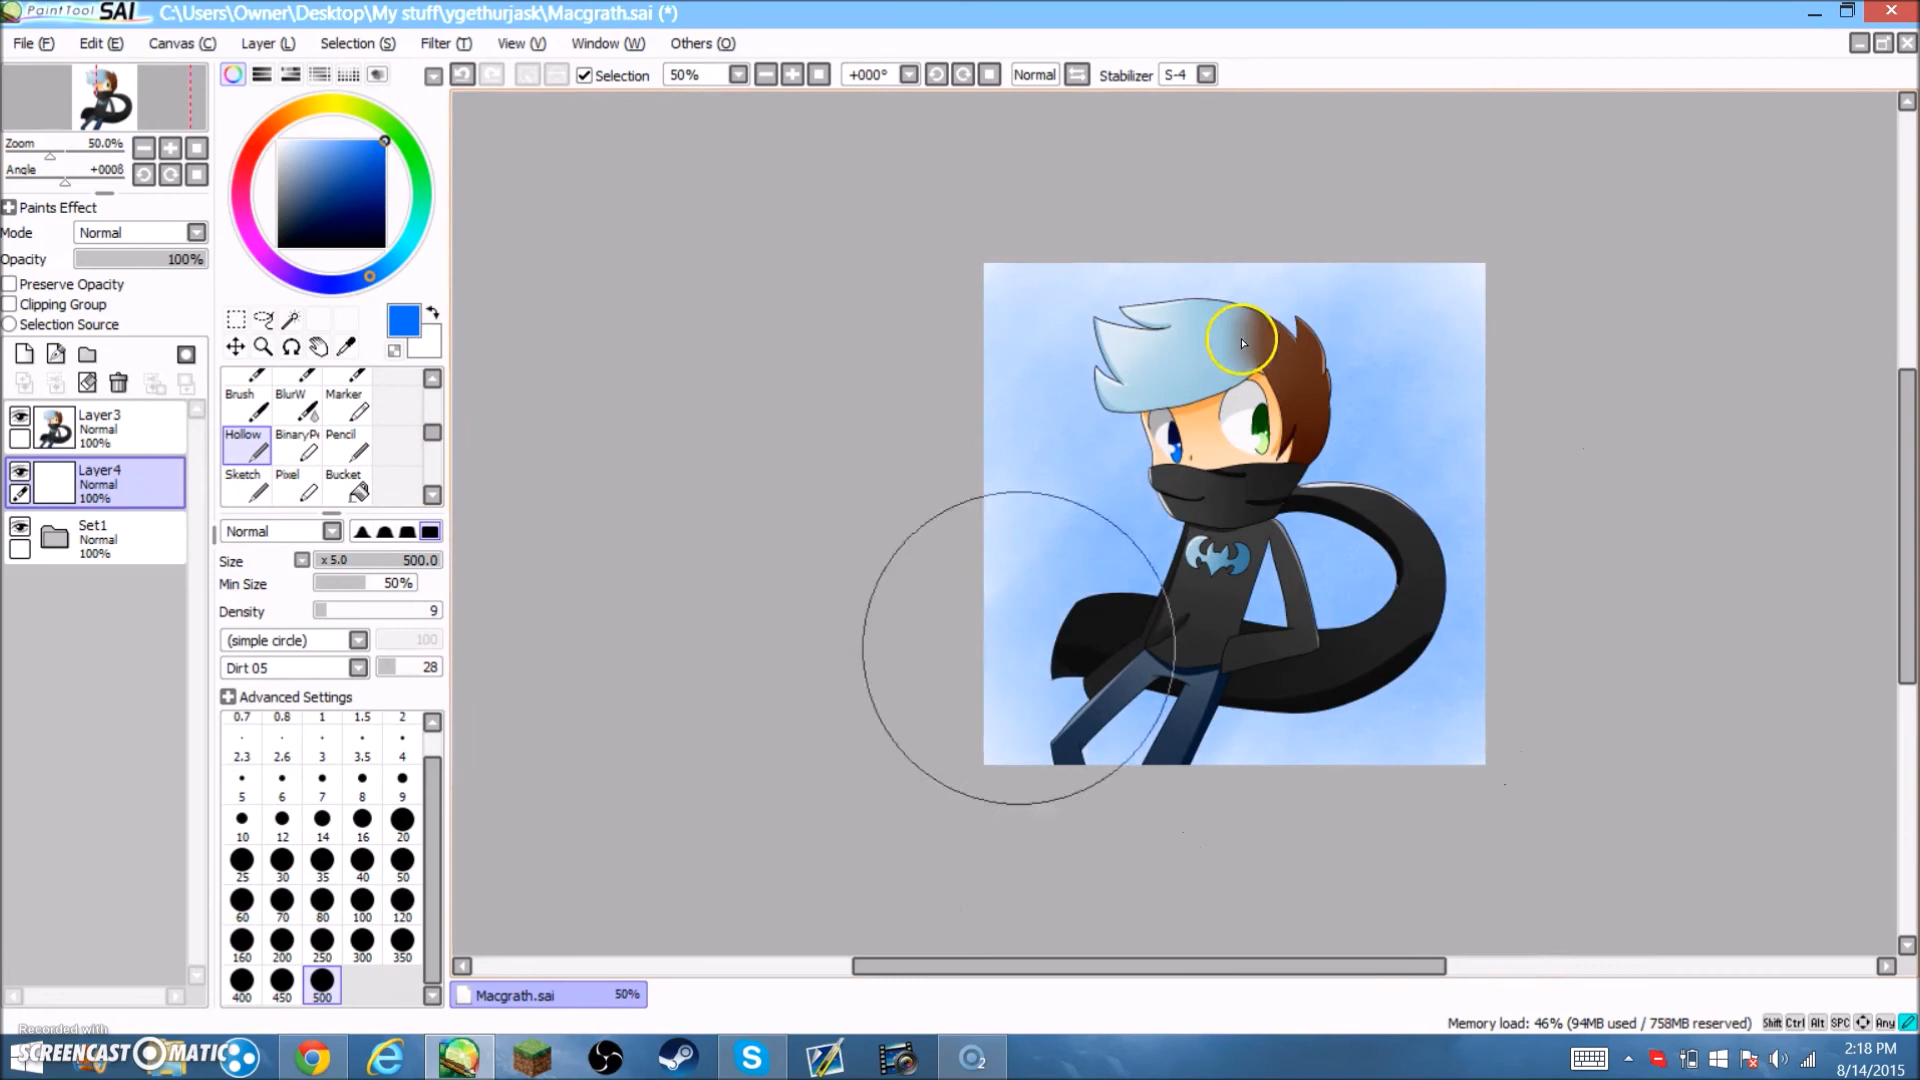 PaintTool SAI C:\Users\Owner\Desktop\My stuff\ygethurjask\Macgrath.sai (*)
File (F) Edit (E) Canvas (C) Layer (L) Selection (S) Filter (T) View (V) Window (W) Others (O)
Selection 50% +000° Normal Stabilizer S-4
Zoom 50.0%
Angle +000ß
Paints Effect
Mode Normal
Opacity 100%
Preserve Opacity
Clipping Group
Selection Source
Layer3
Normal
100%
Layer4
Normal
100%
Set1
Normal
100%
Brush BlurW Marker
Hollow BinaryPe Pencil
Sketch Pixel Bucket
Normal
Size x 5.0 500.0
Min Size 50%
Density 9
(simple circle) 100
Dirt 05 28
Advanced Settings
0.7 0.8 1 1.5 2
2.3 2.6 3 3.5 4
5 6 7 8 9
10 12 14 16 20
25 30 35 40 50
60 70 80 100 120
160 200 250 300 350
400 450 500
Macgrath.sai 50%
Memory load: 46% (94MB used / 758MB reserved) Shift Ctrl Alt SPC Any
Recorded with
SCREENCAST-O-MATIC
2:18 PM
8/14/2015